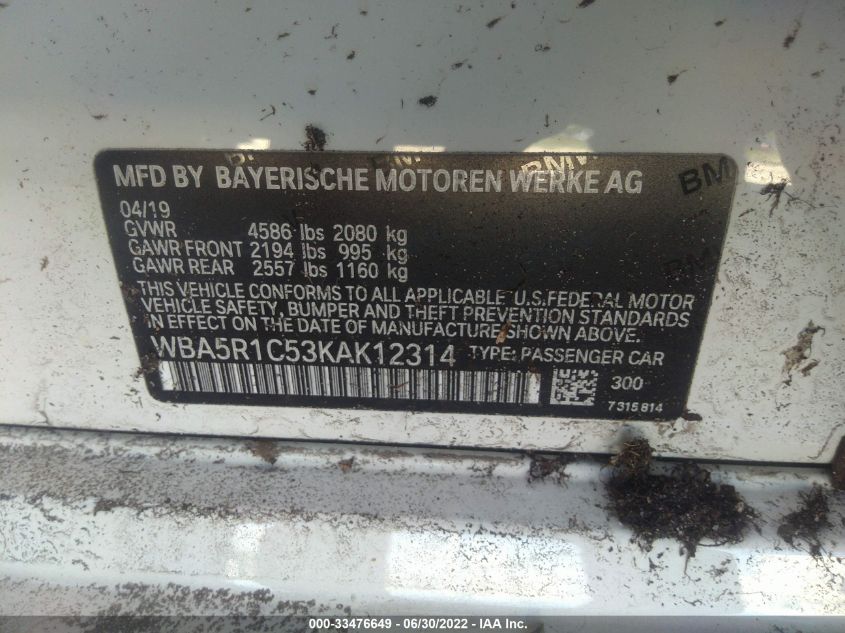 MFD BY BAYERISCHE MOTOREN WERKE AG
04/19
GVWR 4586 lbs 2080 kg
GAWR FRONT 2194 lbs 995 kg
GAWR REAR 2557 lbs 1160 kg
THIS VEHICLE CONFORMS TO ALL APPLICABLE U.S.FEDERAL MOTOR
VEHICLE SAFETY, BUMPER, AND THEFT PREVENTION STANDARDS
IN EFFECT ON THE DATE OF MANUFACTURE SHOWN ABOVE.
WBA5R1C53KAK12314 TYPE: PASSENGER CAR
300
7315814
000-33476649 - 06/30/2022 - IAA Inc.